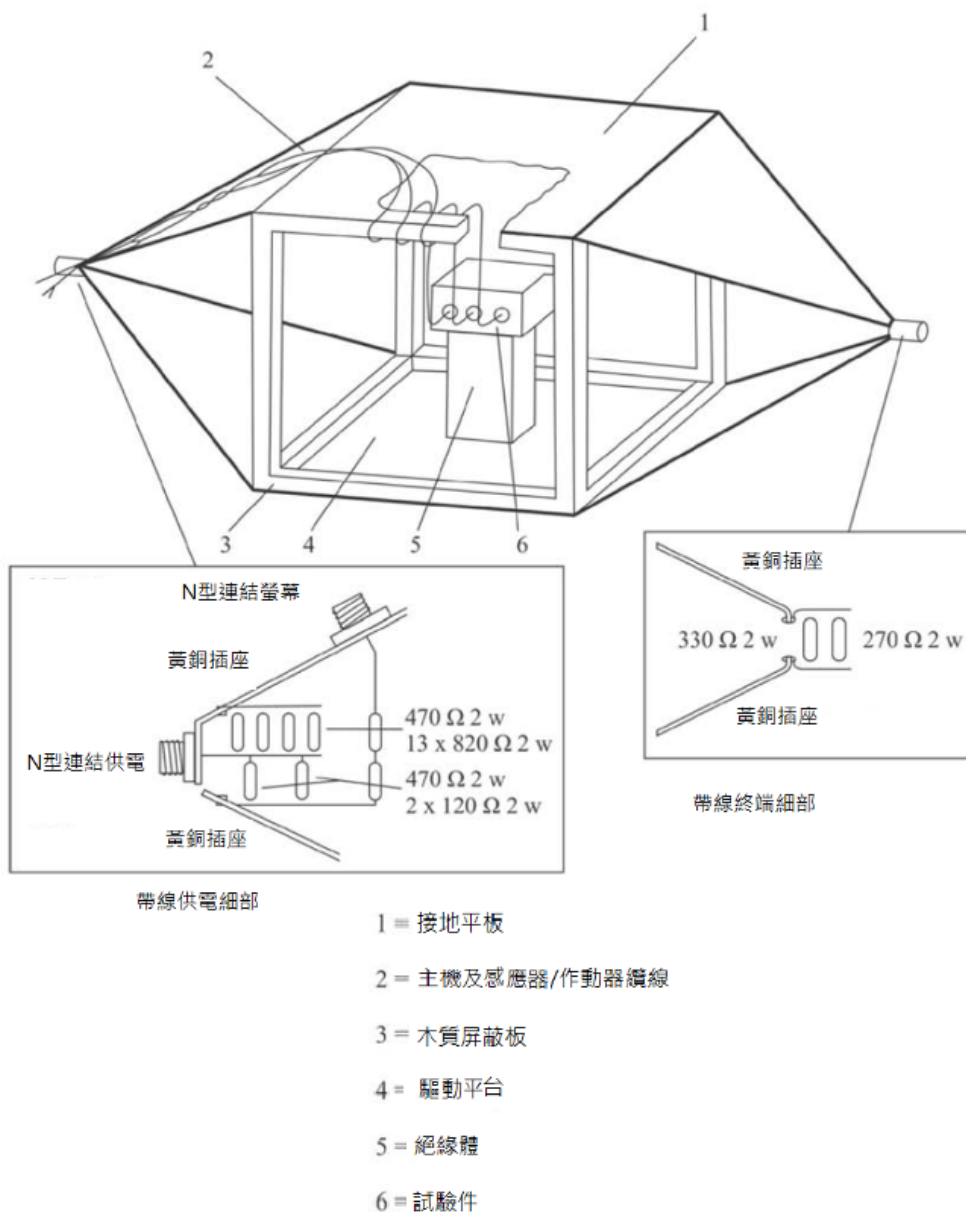 1
2
3
4
5
6
N型連結螢幕
黃銅插座
470 Ω 2 w
13 x 820 Ω 2 w
N型連結供電
470 Ω 2 w
2 x 120 Ω 2 w
黃銅插座
帶線供電細部
黃銅插座
330 Ω 2 w
270 Ω 2 w
黃銅插座
帶線終端細部
1 = 接地平板
2 = 主機及感應器/作動器纜線
3 = 木質屏蔽板
4 = 驅動平台
5 = 絕緣體
6 = 試驗件